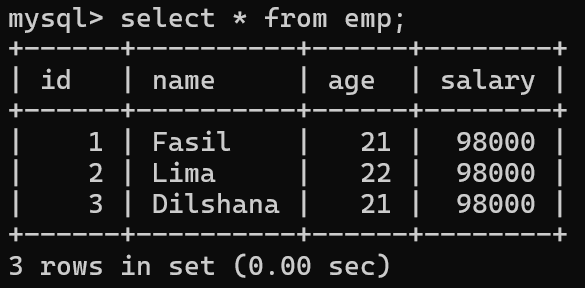 mysql> select * from emp;
+------+----------+------+--------+
| id   | name     | age  | salary |
+------+----------+------+--------+
|    1 | Fasil    |   21 |  98000 |
|    2 | Lima     |   22 |  98000 |
|    3 | Dilshana |   21 |  98000 |
+------+----------+------+--------+
3 rows in set (0.00 sec)